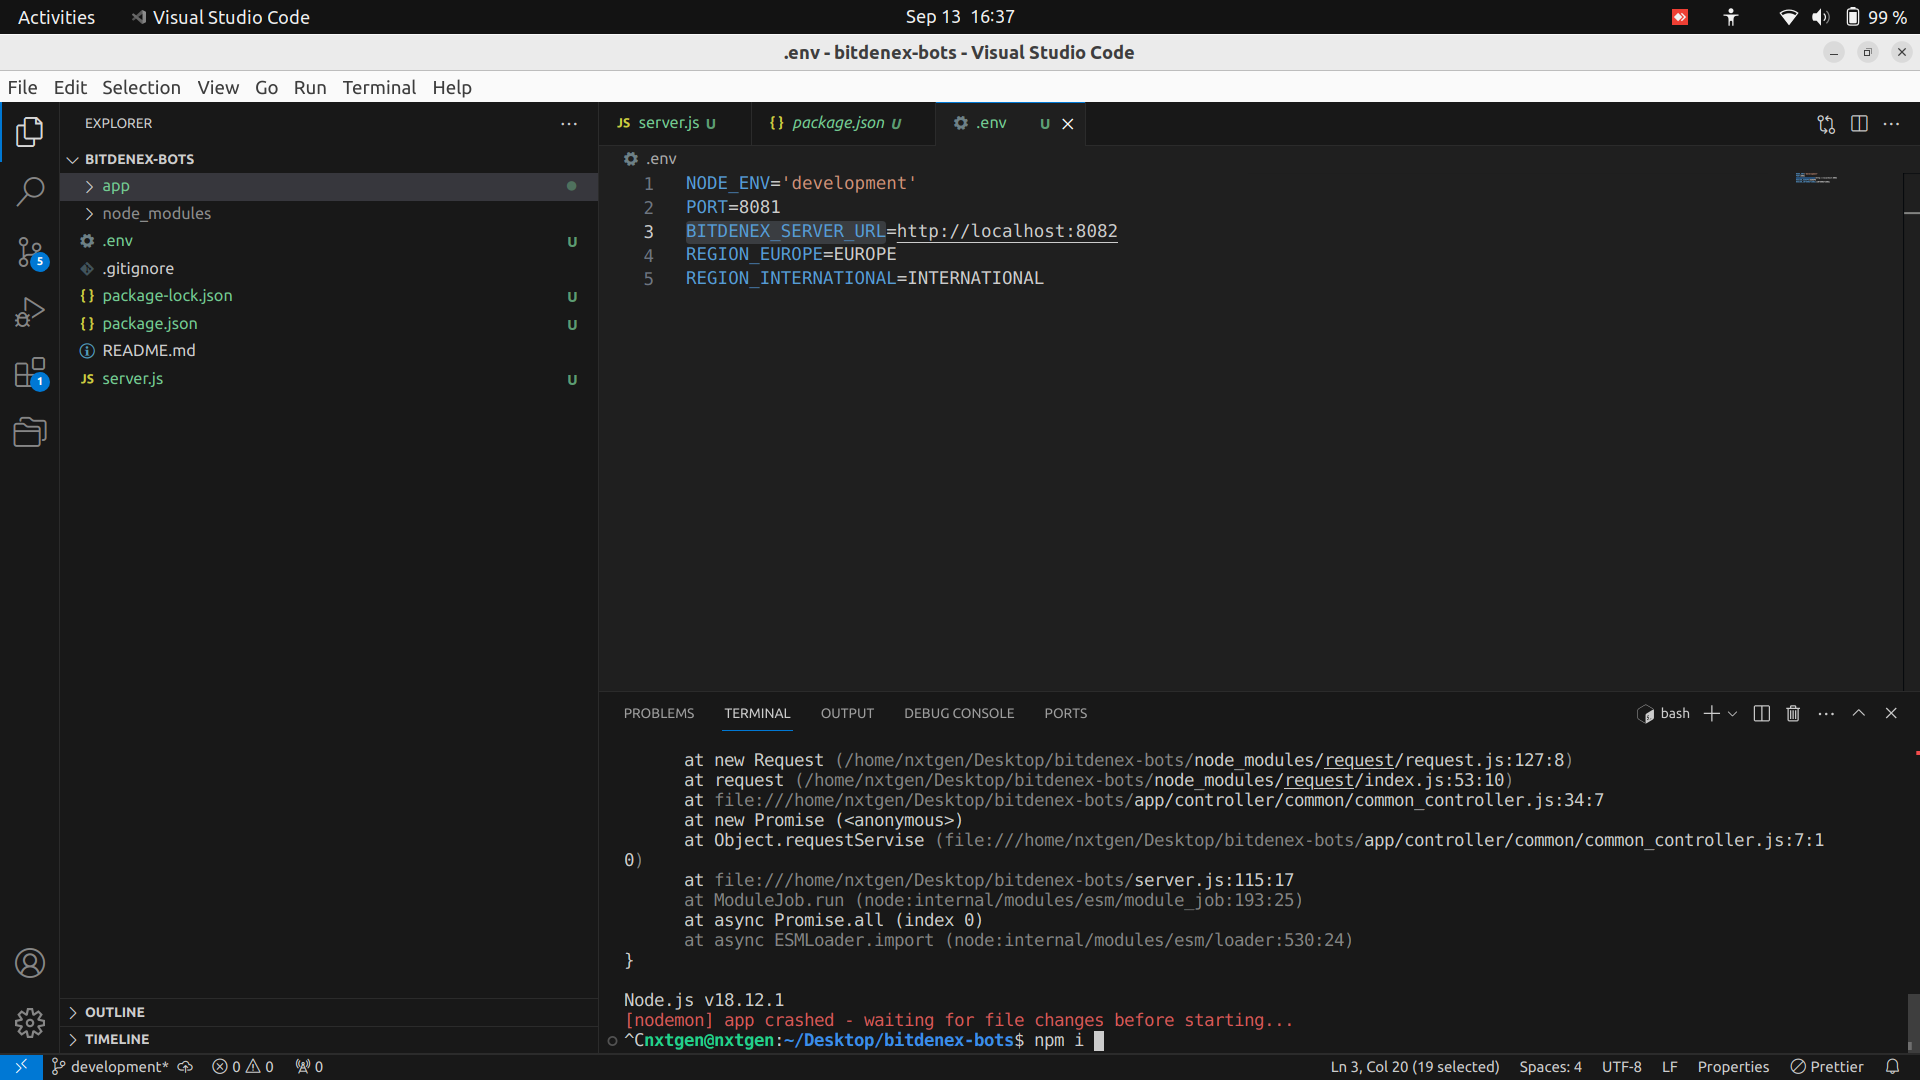 Activities Visual Studio Code Sep 13 16:37 99 %
.env - bitdenex-bots - Visual Studio Code
File Edit Selection View Go Run Terminal Help
EXPLORER
BITDENEX-BOTS
app
node_modules
.env U
.gitignore
package-lock.json U
package.json U
README.md
server.js U
5
1
OUTLINE
TIMELINE
JS server.js U {} package.json U .env U
.env
1 NODE_ENV='development'
2 PORT=8081
3 BITDENEX_SERVER_URL=http://localhost:8082
4 REGION_EUROPE=EUROPE
5 REGION_INTERNATIONAL=INTERNATIONAL
PROBLEMS TERMINAL OUTPUT DEBUG CONSOLE PORTS bash
at new Request (/home/nxtgen/Desktop/bitdenex-bots/node_modules/request/request.js:127:8)
at request (/home/nxtgen/Desktop/bitdenex-bots/node_modules/request/index.js:53:10)
at file:///home/nxtgen/Desktop/bitdenex-bots/app/controller/common/common_controller.js:34:7
at new Promise (<anonymous>)
at Object.requestServise (file:///home/nxtgen/Desktop/bitdenex-bots/app/controller/common/common_controller.js:7:1
0)
at file:///home/nxtgen/Desktop/bitdenex-bots/server.js:115:17
at ModuleJob.run (node:internal/modules/esm/module_job:193:25)
at async Promise.all (index 0)
at async ESMLoader.import (node:internal/modules/esm/loader:530:24)
}
Node.js v18.12.1
[nodemon] app crashed - waiting for file changes before starting...
^Cnxtgen@nxtgen:~/Desktop/bitdenex-bots$ npm i
development* 0 0 0 Ln 3, Col 20 (19 selected) Spaces: 4 UTF-8 LF Properties Prettier